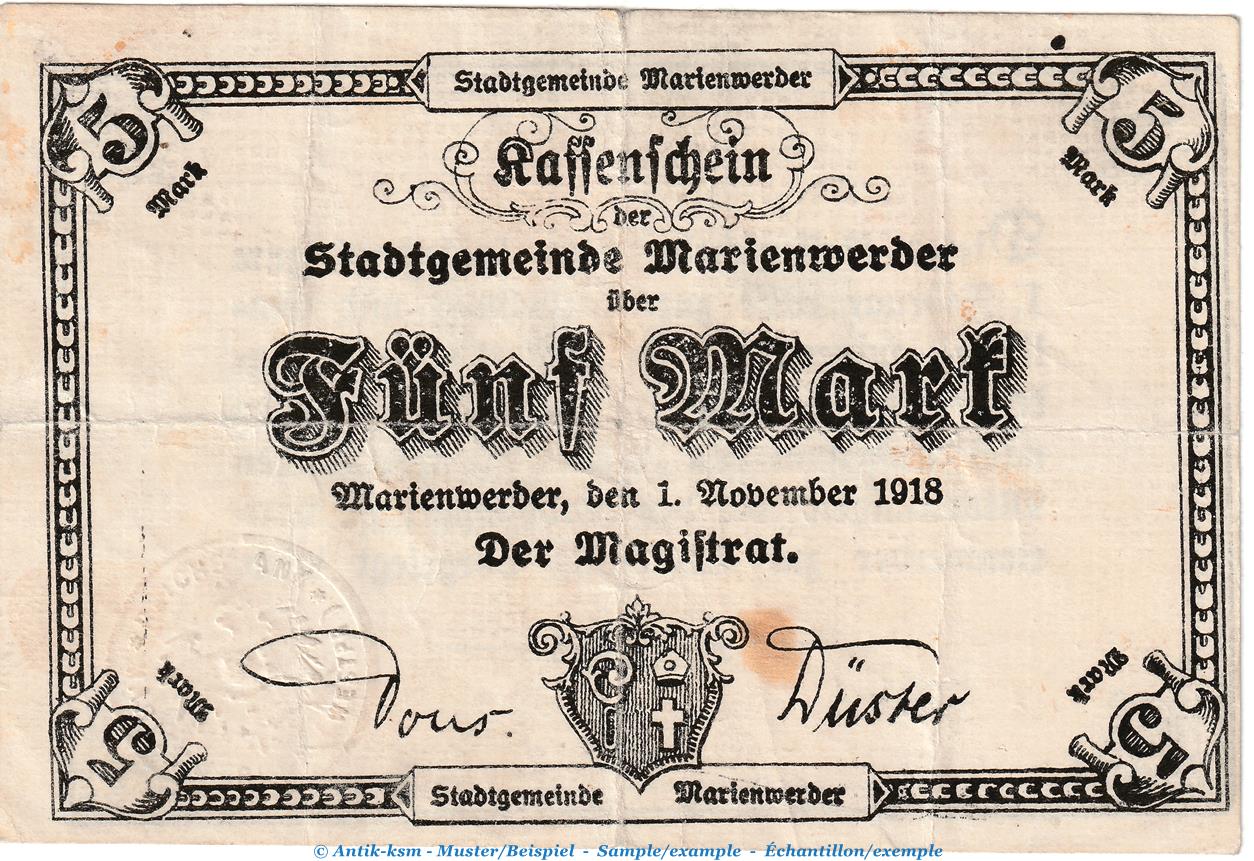 Stadtgemeinde Marienwerder
5 Mark
5 Mark
Kassenschein
der
Stadtgemeinde Marienwerder
über
Fünf Mark
Marienwerder, den 1. November 1918
Der Magistrat.
Düster
5 Mark
5 Mark
Stadtgemeinde Marienwerder
© Antik-ksm - Muster/Beispiel - Sample/example - Échantillon/exemple